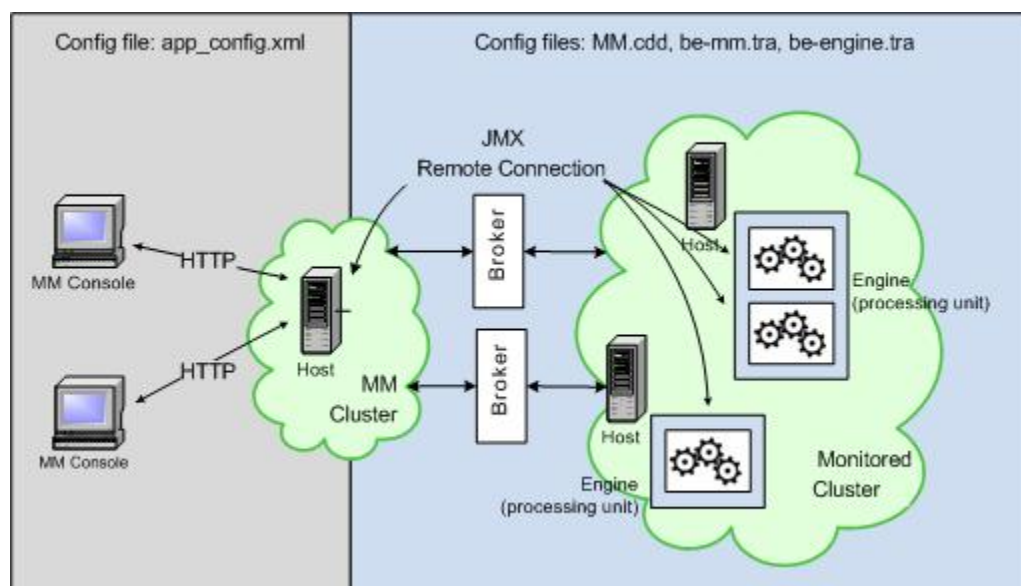 Config file: app_config.xml
Config files: MM.cdd, be-mm.tra, be-engine.tra
JMX
Remote Connection
Broker
Host
HTTP
MM Console
Engine
(processing unit)
Host
MM
Cluster
HTTP
MM Console
Broker
Host
Engine
(processing unit)
Monitored
Cluster